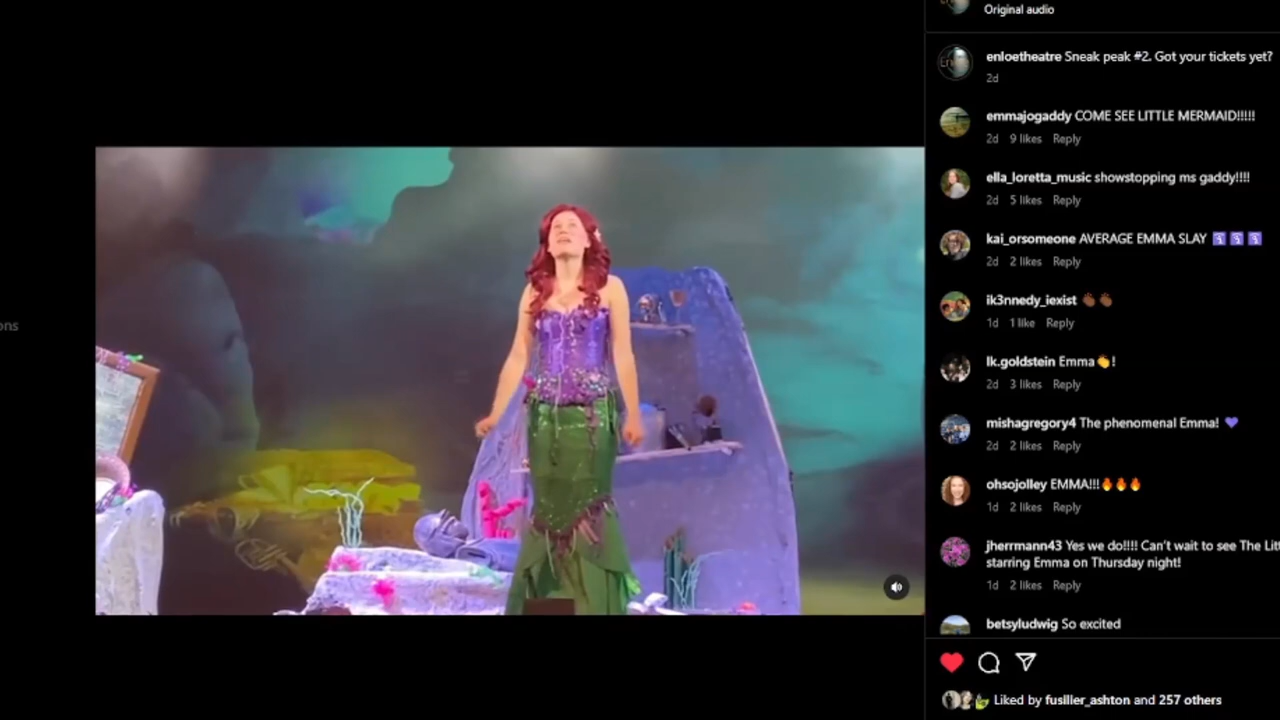 Original audio
enloetheatre Sneak peak #2. Got your tickets yet?
2d
emmajogaddy COME SEE LITTLE MERMAID!!!!!
2d 9 likes Reply
ella_loretta_music showstopping ms gaddy!!!!
2d 5 likes Reply
kai_orsomeone AVERAGE EMMA SLAY 🛐🛐🛐
2d 2 likes Reply
ik3nnedy_iexist 👏🏾👏🏾
1d 1 like Reply
ons
lk.goldstein Emma👏!
2d 3 likes Reply
mishagregory4 The phenomenal Emma! 💜
2d 2 likes Reply
ohsojolley EMMA!!!🔥🔥🔥
1d 2 likes Reply
jherrmann43 Yes we do!!!! Can't wait to see The Lit
starring Emma on Thursday night!
1d 2 likes Reply
betsyludwig So excited
Liked by fusilier_ashton and 257 others